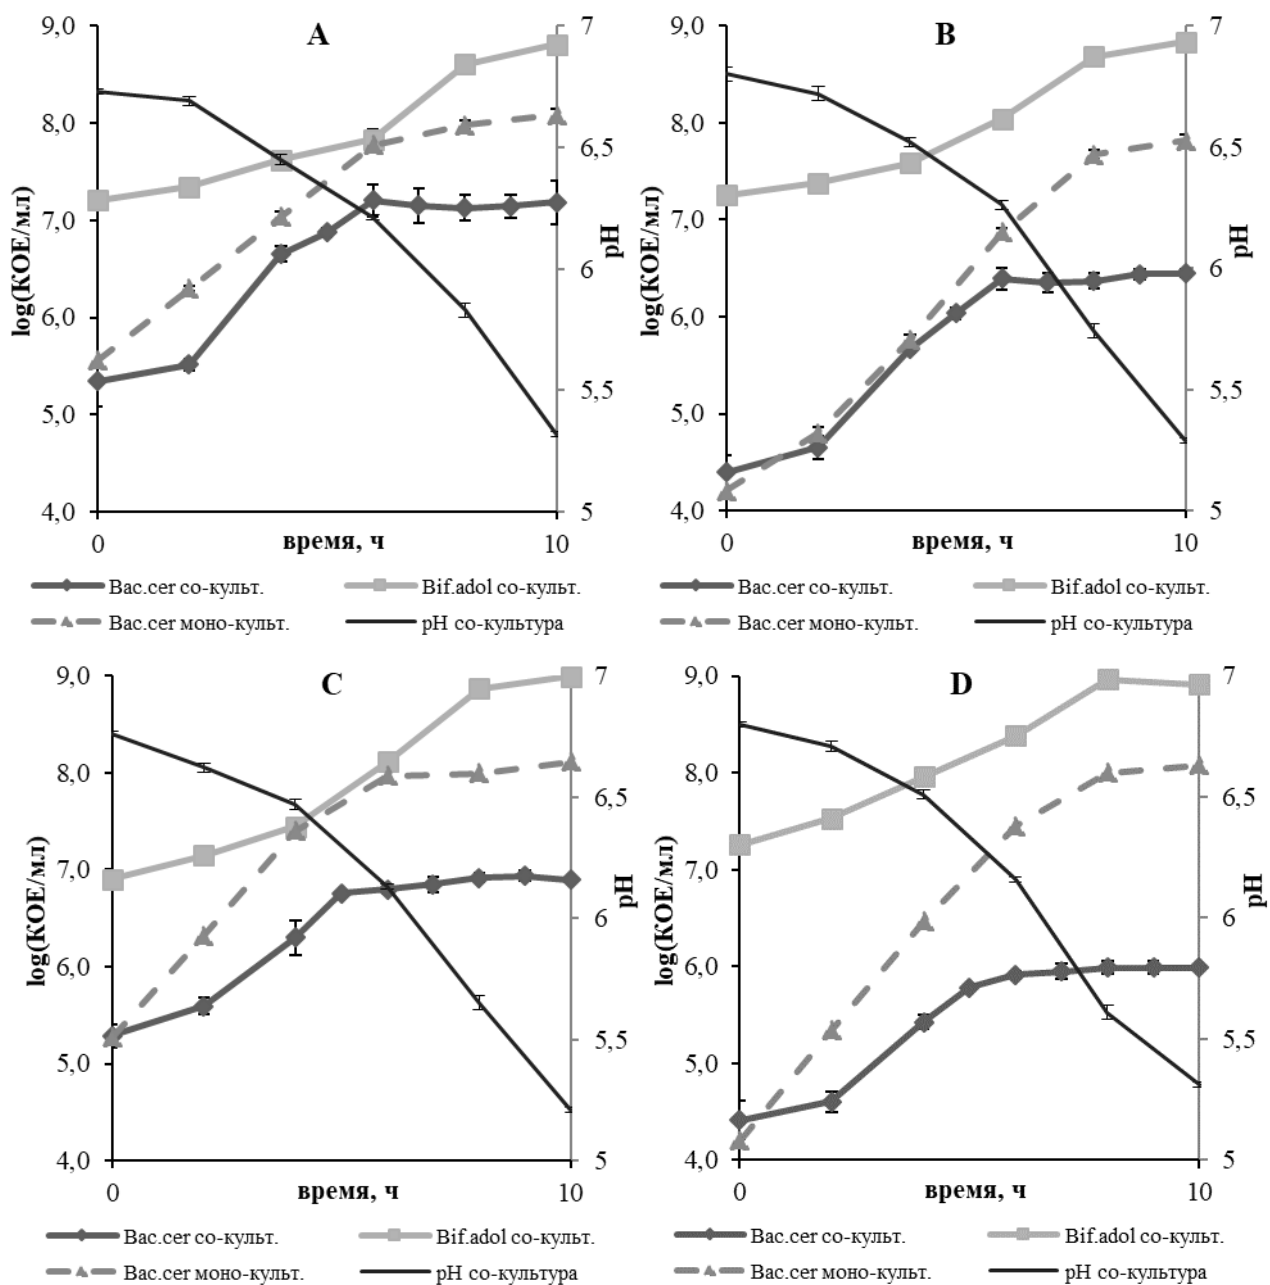 A
9,0
8,0
7,0
6,0
5,0
4,0
log(КОЕ/мл)
7
6,5
6
5,5
5
pH
0
время, ч
10
Bac.cer со-культ.
Bif.adol со-культ.
Bac.cer моно-культ.
pH со-культура
B
9,0
8,0
7,0
6,0
5,0
4,0
log(КОЕ/мл)
7
6,5
6
5,5
5
pH
0
время, ч
10
Bac.cer со-культ.
Bif.adol со-культ.
Bac.cer моно-культ.
pH со-культура
C
9,0
8,0
7,0
6,0
5,0
4,0
log(КОЕ/мл)
7
6,5
6
5,5
5
pH
0
время, ч
10
Bac.cer со-культ.
Bif.adol со-культ.
Bac.cer моно-культ.
pH со-культура
D
9,0
8,0
7,0
6,0
5,0
4,0
log(КОЕ/мл)
7
6,5
6
5,5
5
pH
0
время, ч
10
Bac.cer со-культ.
Bif.adol со-культ.
Bac.cer моно-культ.
pH со-культура